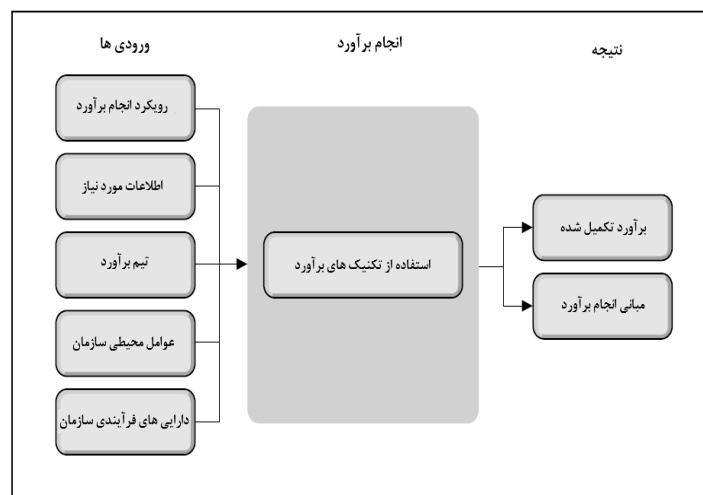 ورودی ها
انجام برآورد
نتیجه
رویکرد انجام برآورد
اطلاعات مورد نیاز
تیم برآورد
عوامل محیطی سازمان
دارایی های فرآیندی سازمان
استفاده از تکنیک های برآورد
برآورد تکمیل شده
مبانی انجام برآورد